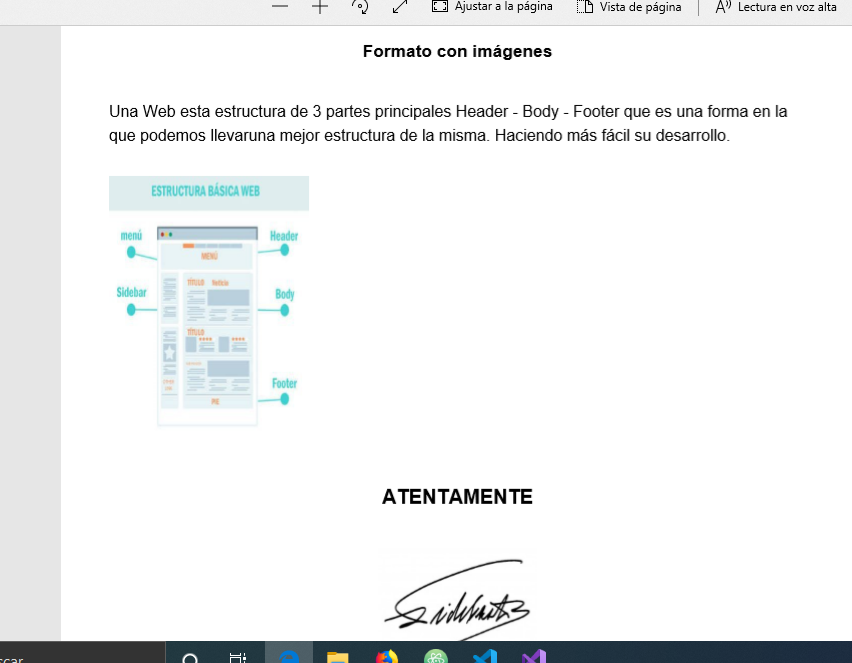 Ajustar a la página
Vista de página
Lectura en voz alta
Formato con imágenes
Una Web esta estructura de 3 partes principales Header - Body - Footer que es una forma en la
que podemos llevaruna mejor estructura de la misma. Haciendo más fácil su desarrollo.
ESTRUCTURA BÁSICA WEB
menú
Header
MENÚ
Sidebar
TÍTULO
Noticia
Body
TÍTULO
Footer
PIE
ATENTAMENTE